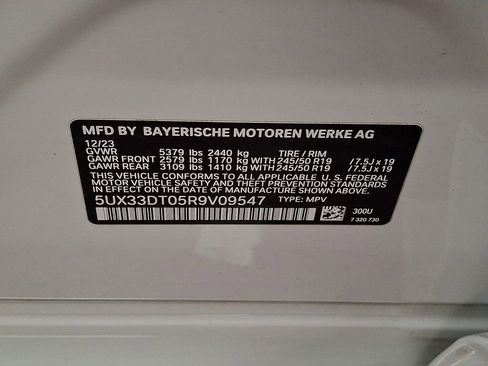 MFD BY BAYERISCHE MOTOREN WERKE AG
12/23
GVWR 5379 lbs 2440 kg TIRE / RIM
GAWR FRONT 2579 lbs 1170 kg WITH 245/50 R19 / 7.5J x 19
GAWR REAR 3109 lbs 1410 kg WITH 245/50 R19 / 7.5J x 19
THIS VEHICLE CONFORMS TO ALL APPLICABLE U. S. FEDERAL
MOTOR VEHICLE SAFETY AND THEFT PREVENTION STANDARDS
IN EFFECT ON THE DATE OF MANUFACTURE SHOWN ABOVE.
5UX33DT05R9V09547 TYPE: MPV
300U
7 320 730